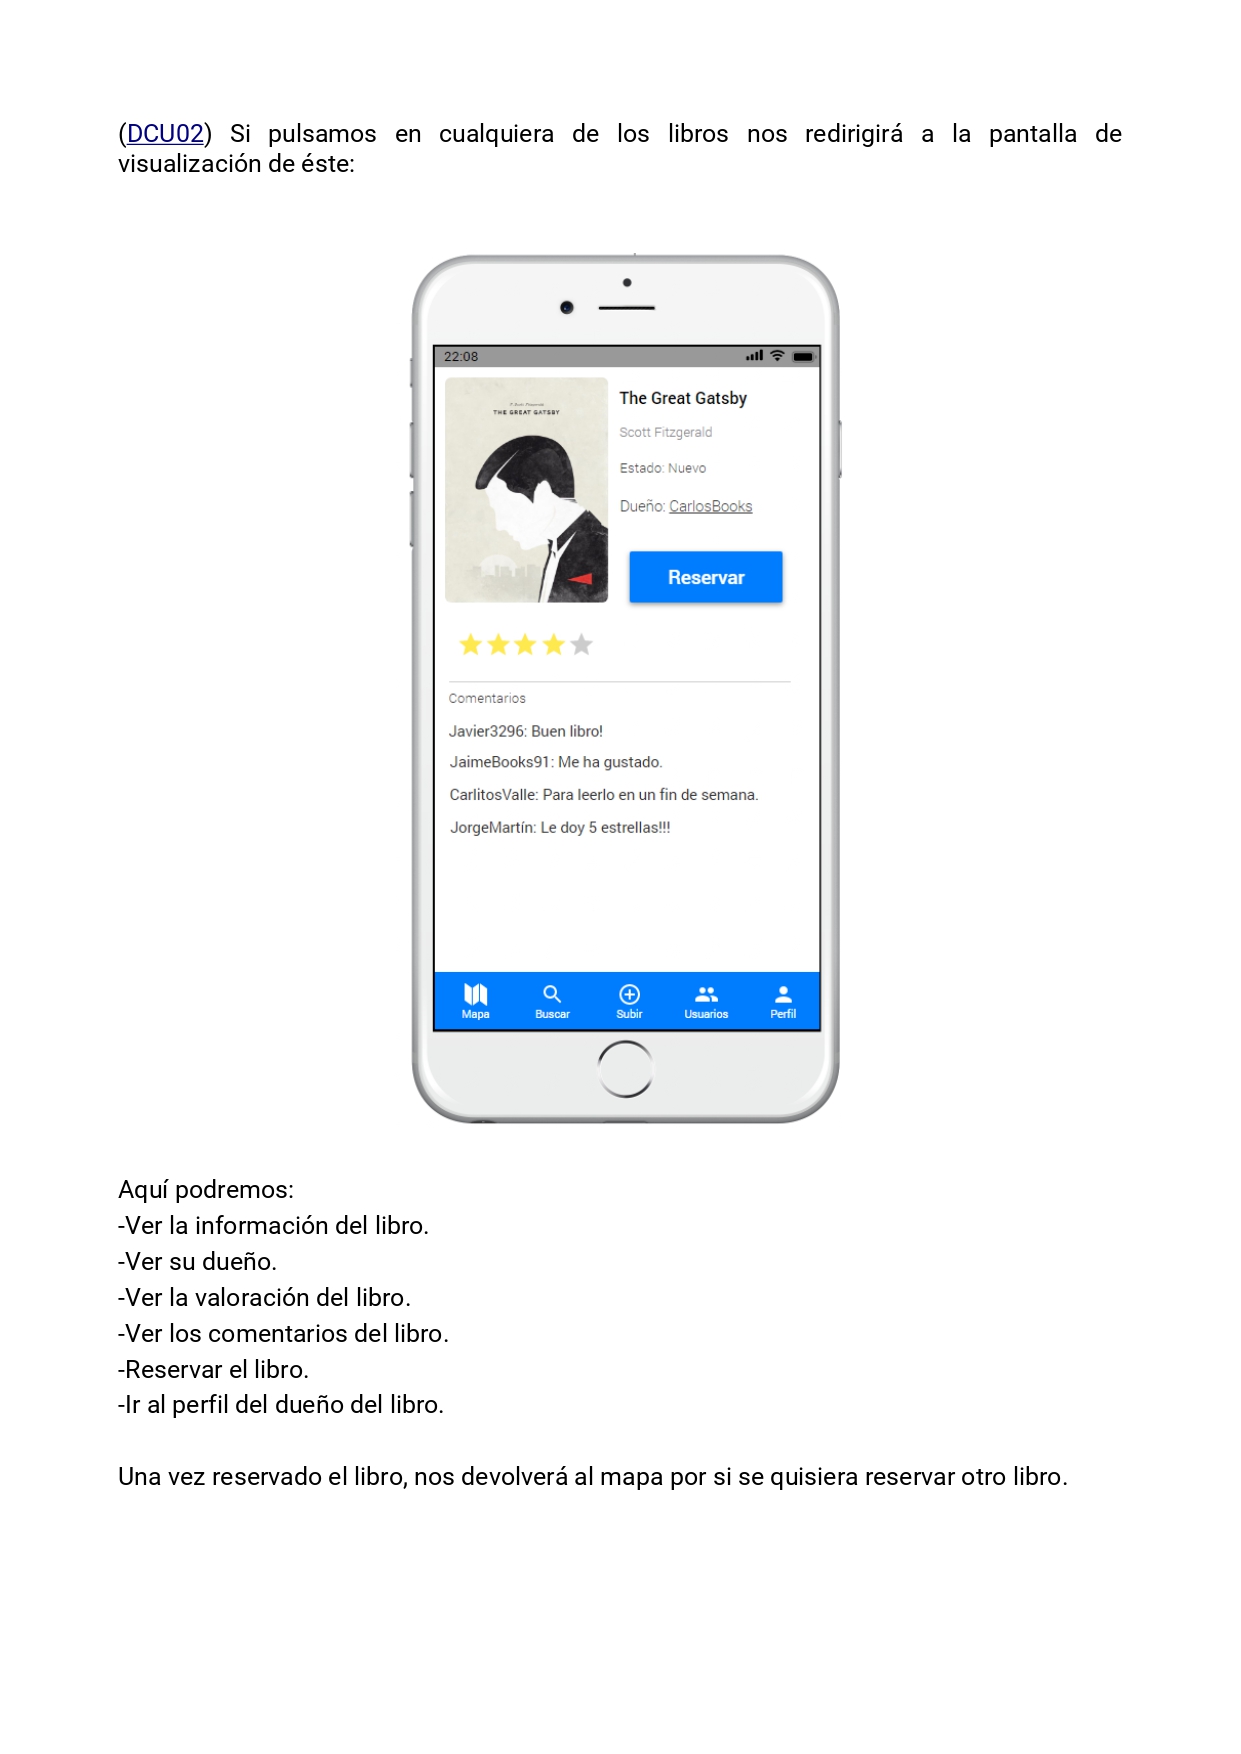 (DCU02) Si pulsamos en cualquiera de los libros nos redirigirá a la pantalla de
visualización de éste:
22:08
THE GREAT GATSBY
The Great Gatsby
Scott Fitzgerald
Estado: Nuevo
Dueño: CarlosBooks
Reservar
Comentarios
Javier3296: Buen libro!
JaimeBooks91: Me ha gustado.
CarlitosValle: Para leerlo en un fin de semana.
JorgeMartín: Le doy 5 estrellas!!!
Mapa Buscar Subir Usuarios Perfil
Aquí podremos:
-Ver la información del libro.
-Ver su dueño.
-Ver la valoración del libro.
-Ver los comentarios del libro.
-Reservar el libro.
-Ir al perfil del dueño del libro.
Una vez reservado el libro, nos devolverá al mapa por si se quisiera reservar otro libro.